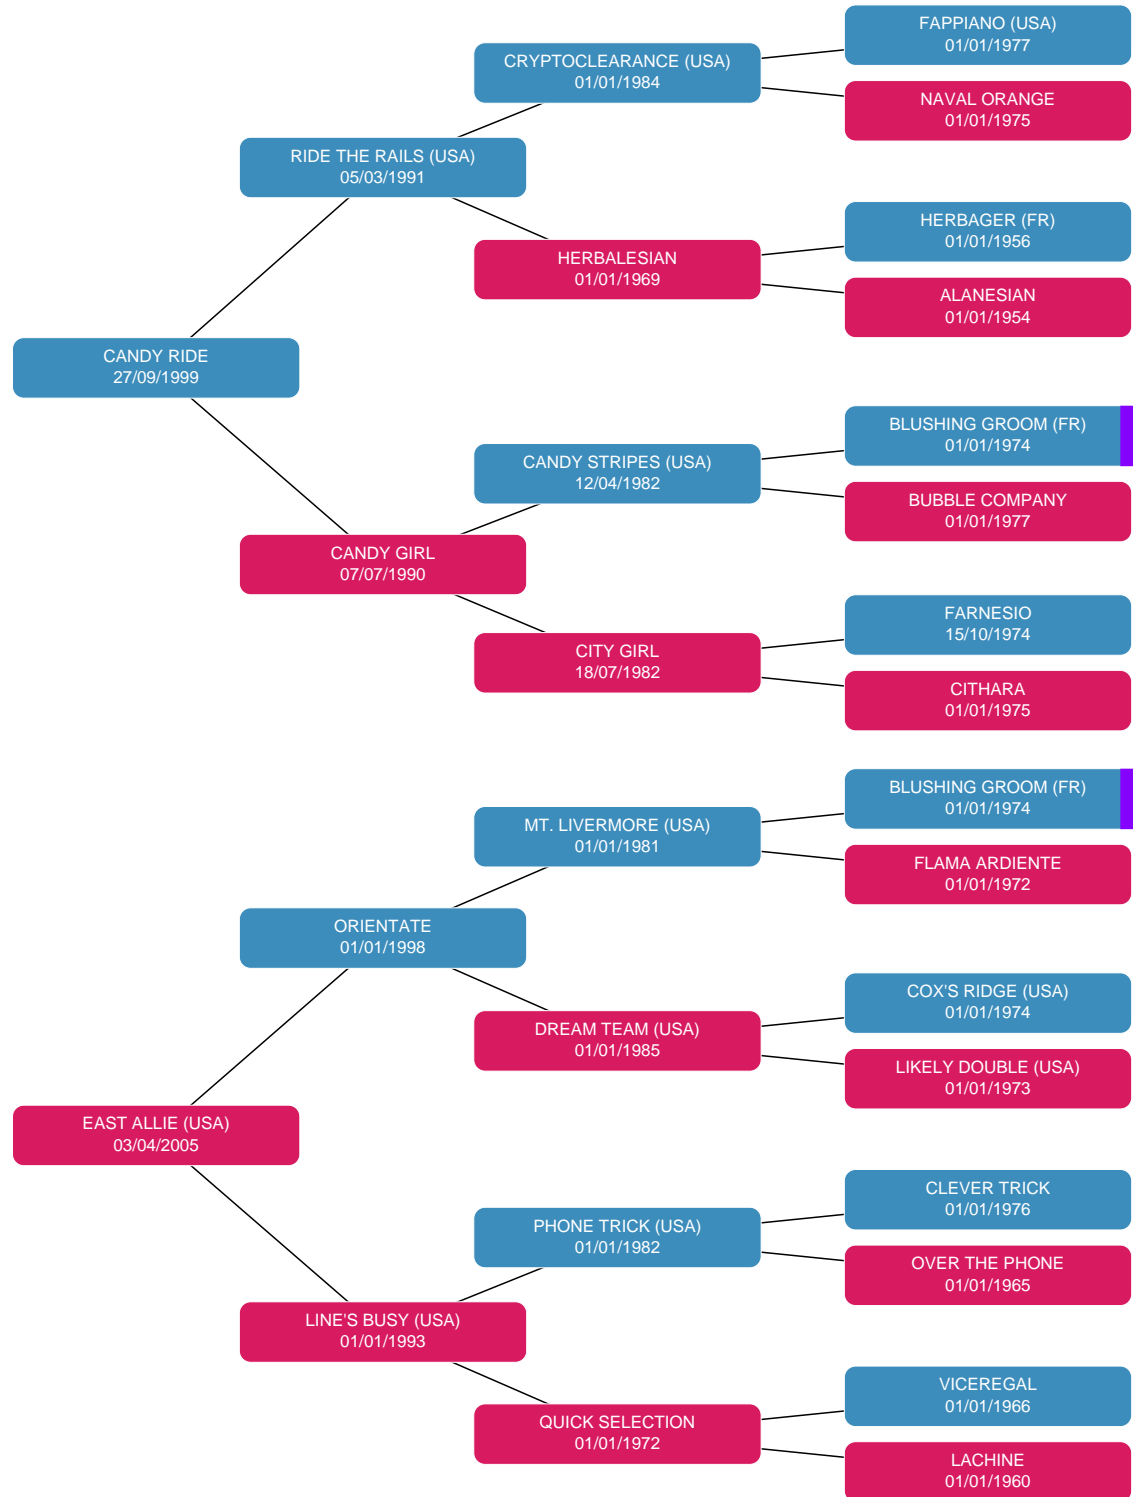 FAPPIANO (USA)
01/01/1977
CRYPTOCLEARANCE (USA)
01/01/1984
NAVAL ORANGE
01/01/1975
RIDE THE RAILS (USA)
05/03/1991
HERBAGER (FR)
01/01/1956
HERBALESIAN
01/01/1969
ALANESIAN
01/01/1954
CANDY RIDE
27/09/1999
BLUSHING GROOM (FR)
01/01/1974
CANDY STRIPES (USA)
12/04/1982
BUBBLE COMPANY
01/01/1977
CANDY GIRL
07/07/1990
FARNESIO
15/10/1974
CITY GIRL
18/07/1982
CITHARA
01/01/1975
BLUSHING GROOM (FR)
01/01/1974
MT. LIVERMORE (USA)
01/01/1981
FLAMA ARDIENTE
01/01/1972
ORIENTATE
01/01/1998
COX'S RIDGE (USA)
01/01/1974
DREAM TEAM (USA)
01/01/1985
LIKELY DOUBLE (USA)
01/01/1973
EAST ALLIE (USA)
03/04/2005
CLEVER TRICK
01/01/1976
PHONE TRICK (USA)
01/01/1982
OVER THE PHONE
01/01/1965
LINE'S BUSY (USA)
01/01/1993
VICEREGAL
01/01/1966
QUICK SELECTION
01/01/1972
LACHINE
01/01/1960